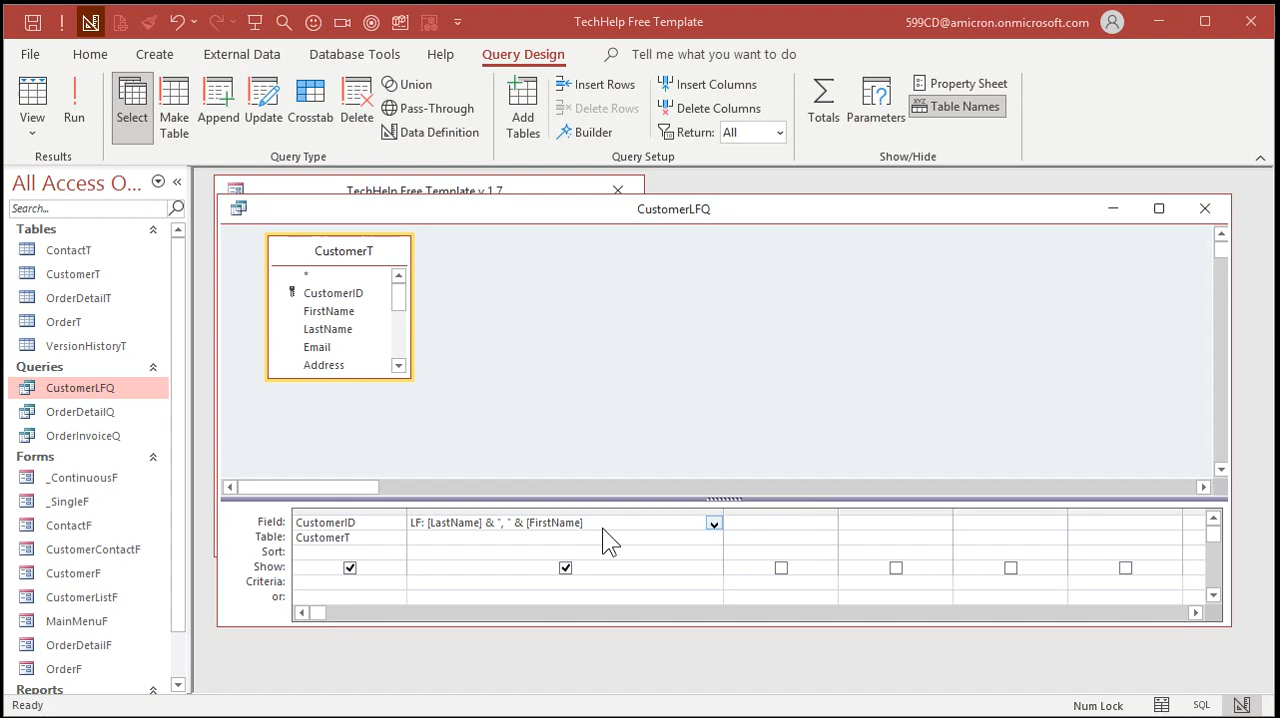 TechHelp Free Template
599CD@amicron.onmicrosoft.com
File Home Create External Data Database Tools Help Query Design Tell me what you want to do
View
Run
Results
Select
Make Table
Append
Update
Crosstab
Delete
Union
Pass-Through
Data Definition
Query Type
Add Tables
Insert Rows
Delete Rows
Builder
Insert Columns
Delete Columns
Return: All
Query Setup
Totals
Parameters
Property Sheet
Table Names
Show/Hide
All Access O...
Search...
Tables
ContactT
CustomerT
OrderDetailT
OrderT
VersionHistoryT
Queries
CustomerLFQ
OrderDetailQ
OrderInvoiceQ
Forms
_ContinuousF
_SingleF
ContactF
CustomerContactF
CustomerF
CustomerListF
MainMenuF
OrderDetailF
OrderF
Reports
TechHelp Free Template v 1.7
CustomerLFQ
CustomerT
*
CustomerID
FirstName
LastName
Email
Address
Field: CustomerID LF: [LastName] & ", " & [FirstName]
Table: CustomerT
Sort:
Show:
Criteria:
or:
Ready
Num Lock
SQL